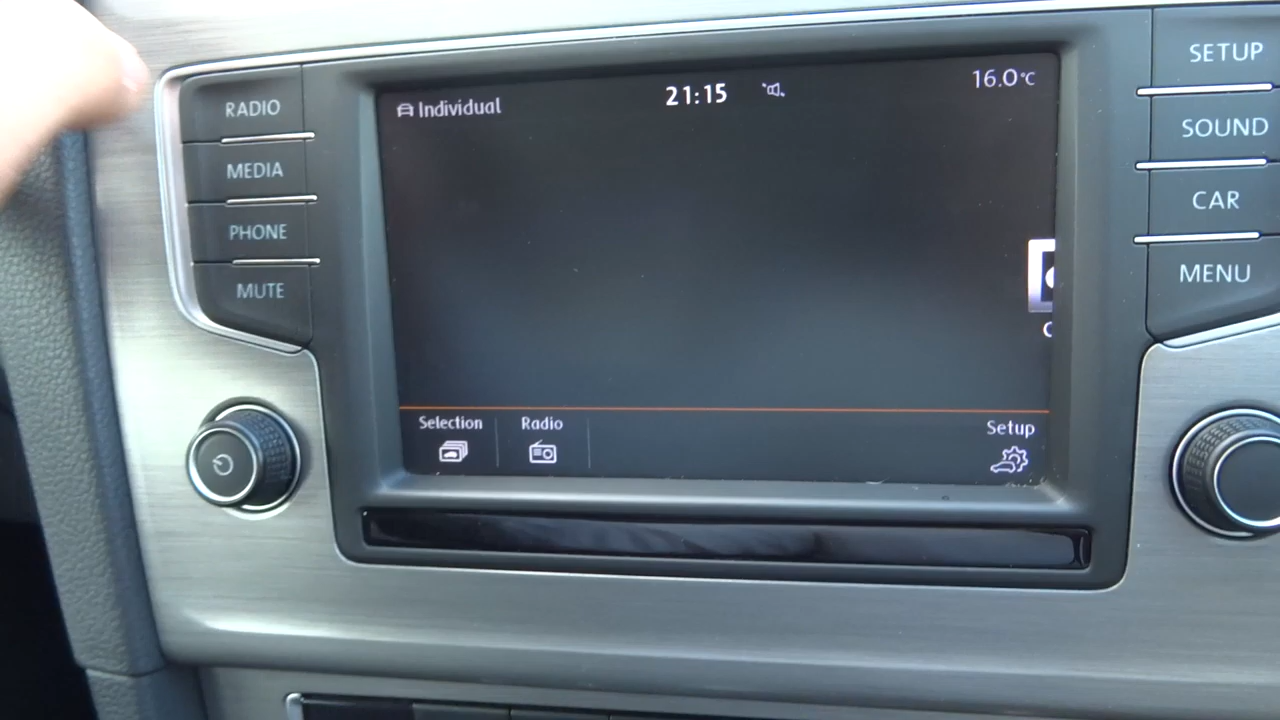 RADIO
MEDIA
PHONE
MUTE
Individual
21:15
16.0°C
Selection
Radio
Setup
SETUP
SOUND
CAR
MENU